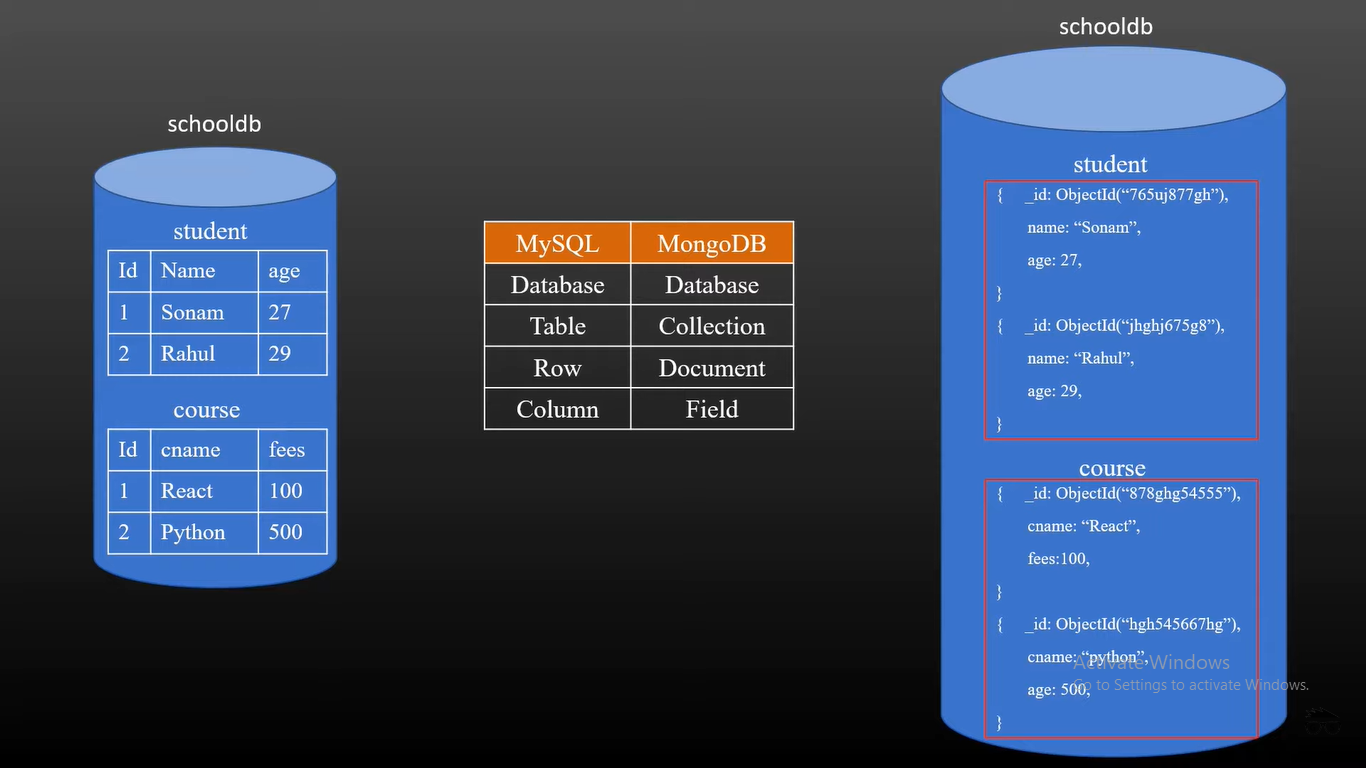 schooldb
student
Id Name age
1 Sonam 27
2 Rahul 29
course
Id cname fees
1 React 100
2 Python 500
MySQL MongoDB
Database Database
Table Collection
Row Document
Column Field
schooldb
student
{ _id: ObjectId(“765uj877gh”),
name: “Sonam”,
age: 27,
}
{ _id: ObjectId(“jhghj675g8”),
name: “Rahul”,
age: 29,
}
course
{ _id: ObjectId(“878ghg54555”),
cname: “React”,
fees:100,
}
{ _id: ObjectId(“hgh545667hg”),
cname: “python”,
age: 500,
}
Activate Windows
Go to Settings to activate Windows.